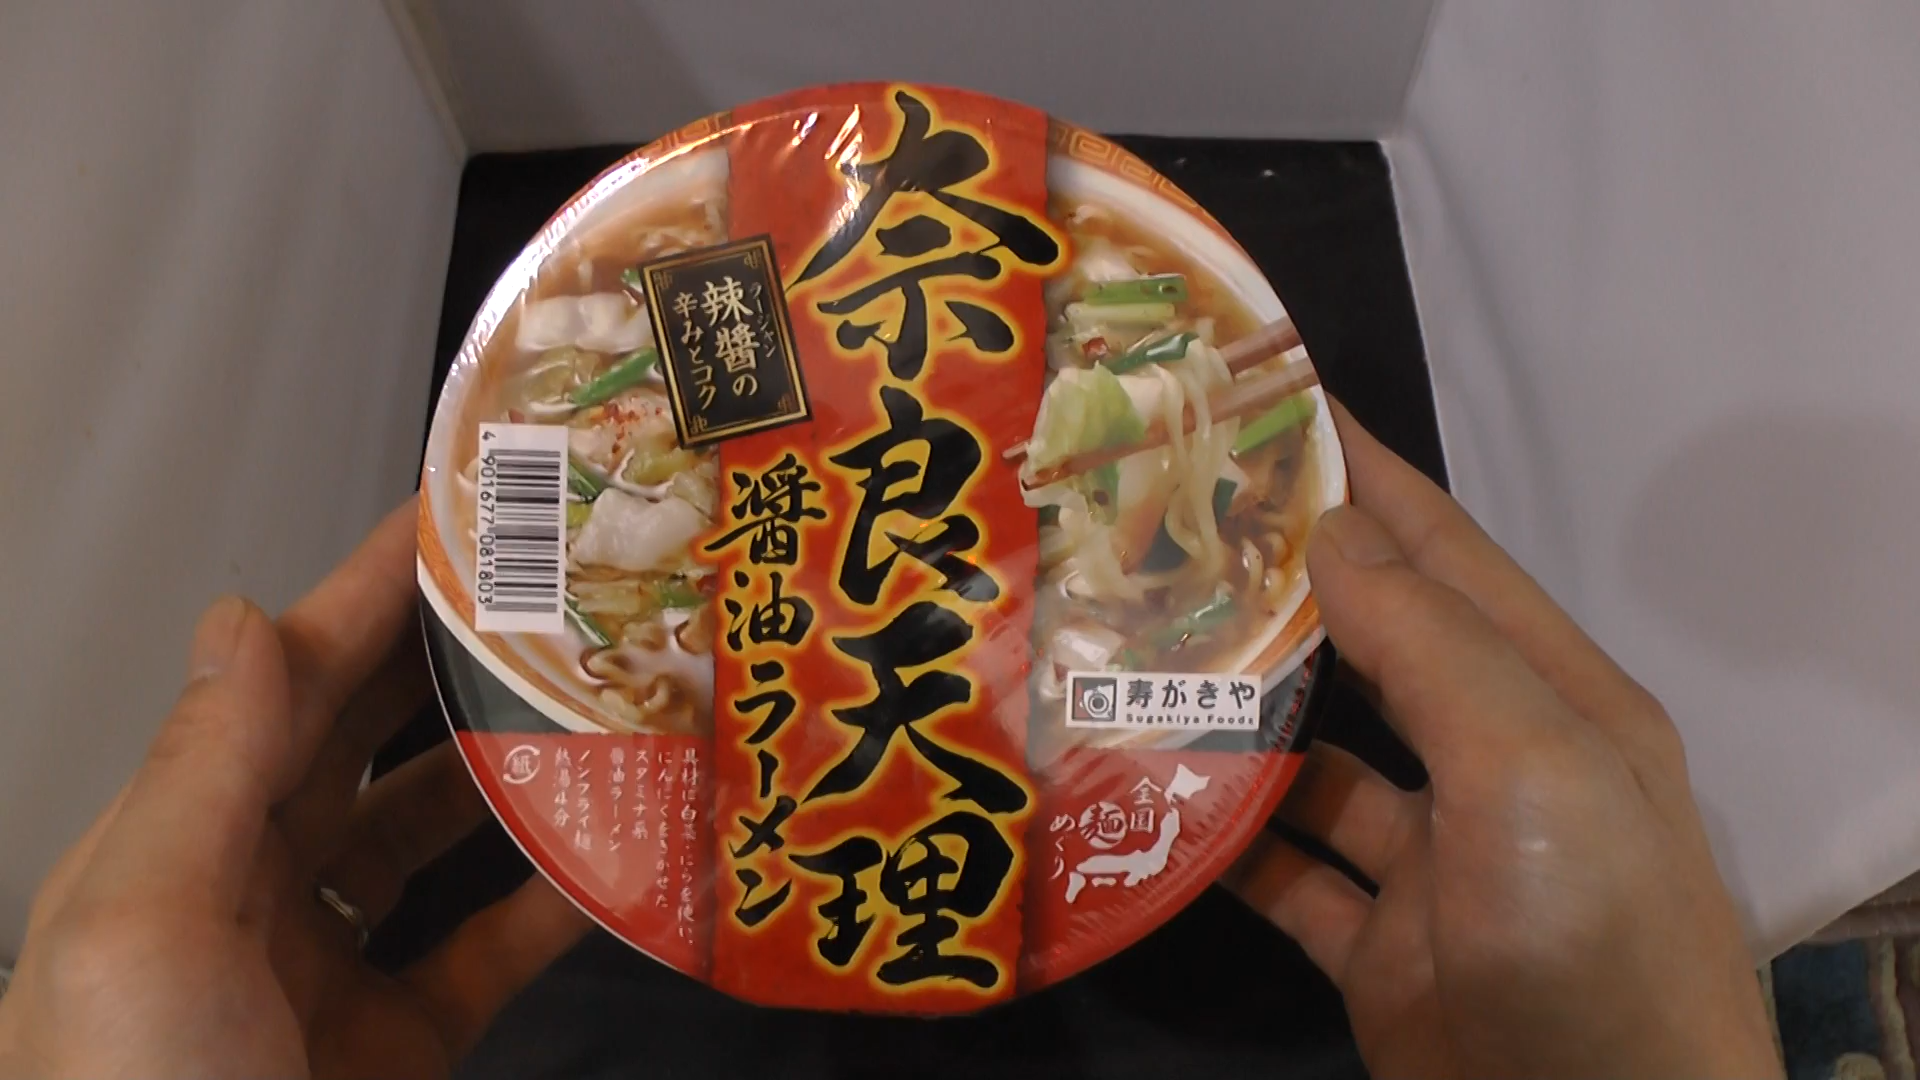 奈良天理
醤油ラーメン
ラージャン
辣醤の
辛みとコク
4 901677 081803
寿がきや
Sugakiya Foods
全国
麺
めぐり
具材に白菜・にらを使い、
にんにくをきかせた
スタミナ系
醤油ラーメン
ノンフライ麺
熱湯4分
紙